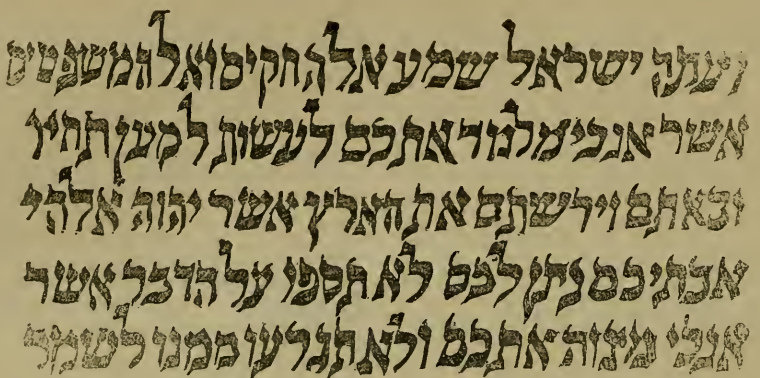 ועתה ישראל שמע אל החקים ואל המשפטים
אשר אנכי מלמד אתכם לעשות למען תחיו
ובאתם וירשתם את הארץ אשר יהוה אלהי
אבתיכם נתן לכם לא תספו על הדבר אשר
אנכי מצוה אתכם ולא תגרעו ממנו לשמר